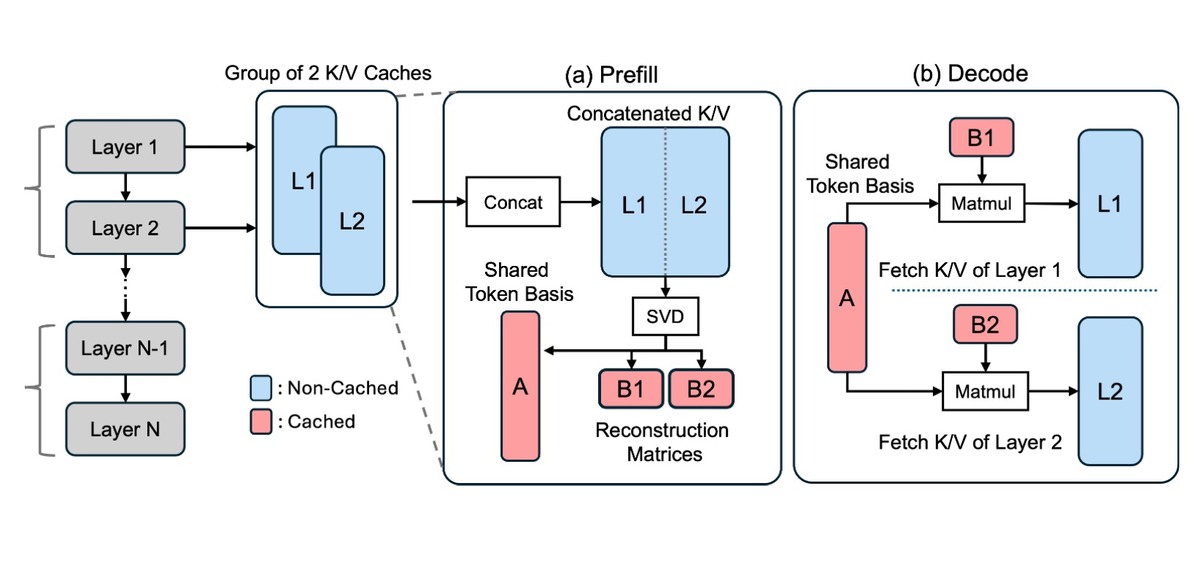 Group of 2 K/V Caches
Layer 1
Layer 2
Layer N-1
Layer N
L1
L2
: Non-Cached
: Cached
(a) Prefill
Concatenated K/V
Concat
L1
L2
Shared
Token Basis
SVD
A
B1
B2
Reconstruction
Matrices
(b) Decode
Shared
Token Basis
B1
Matmul
L1
A
Fetch K/V of Layer 1
B2
Matmul
L2
Fetch K/V of Layer 2